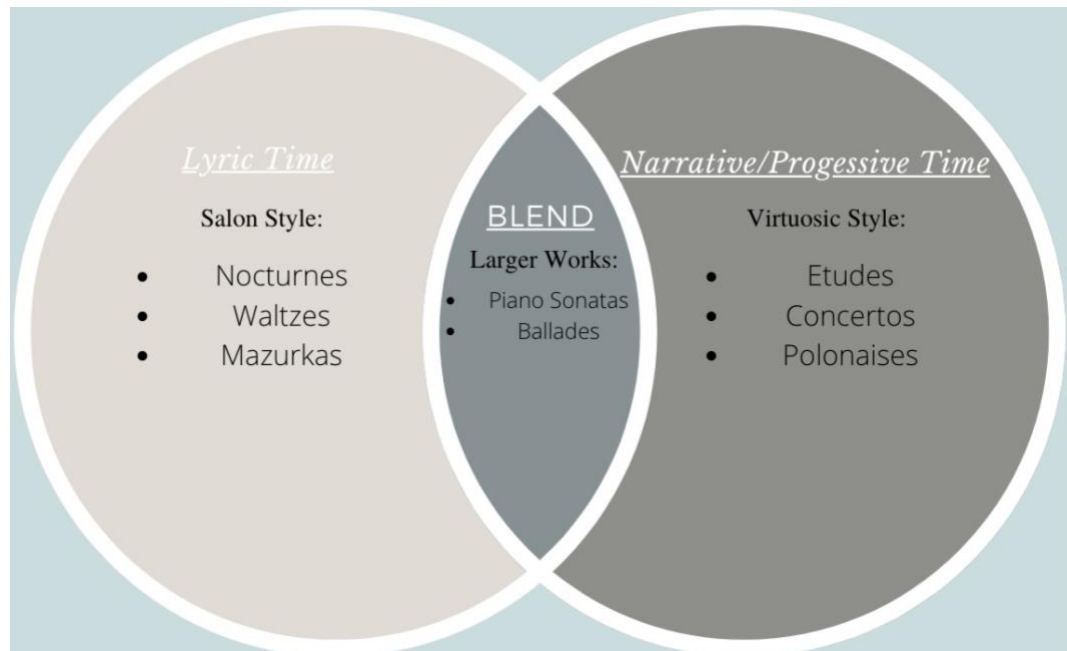 Lyric Time
Salon Style:
• Nocturnes
• Waltzes
• Mazurkas
BLEND
Larger Works:
• Piano Sonatas
• Ballades
Narrative/Progessive Time
Virtuosic Style:
• Etudes
• Concertos
• Polonaises